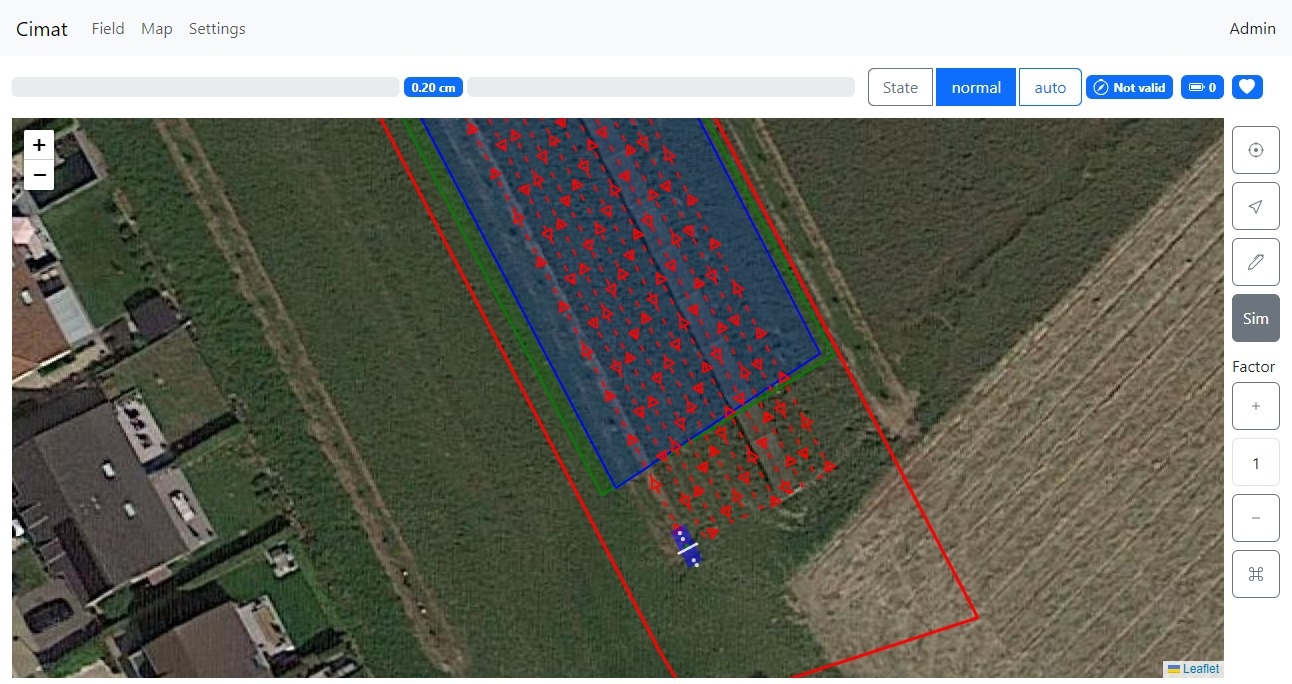 Cimat Field Map Settings Admin
0.20 cm State normal auto Not valid 0
+
−
Sim
Factor
+
1
−
Leaflet